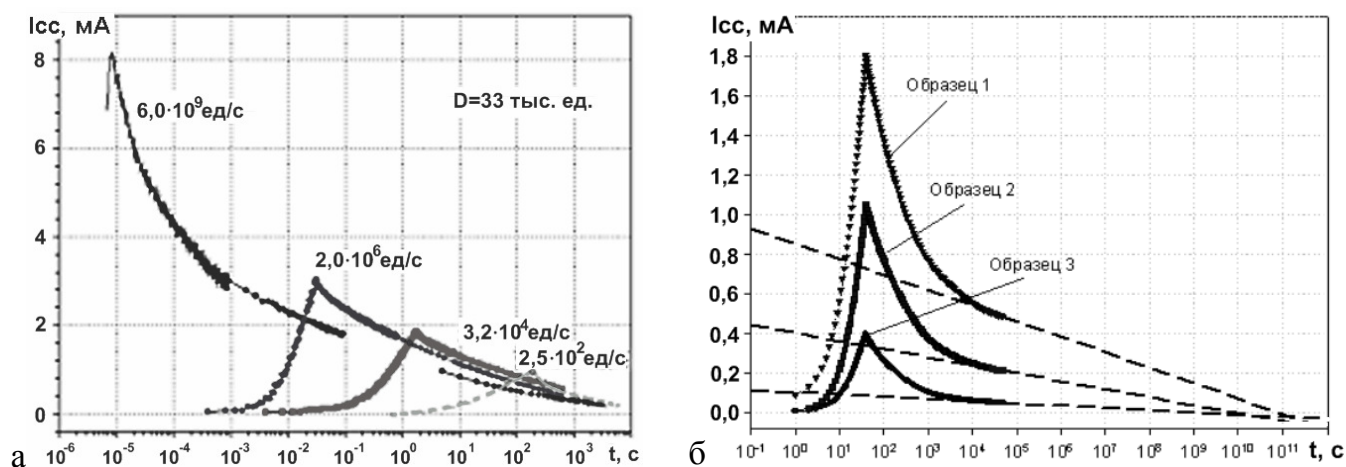 Icc, мА
8
6
4
2
0
6,0·10⁹ед/с
D=33 тыс. ед.
2,0·10⁶ед/с
3,2·10⁴ед/с
2,5·10²ед/с
10⁻⁶ 10⁻⁵ 10⁻⁴ 10⁻³ 10⁻² 10⁻¹ 10⁰ 10¹ 10² 10³ t, c
а
Icc, мА
1,8
1,6
1,4
1,2
1,0
0,8
0,6
0,4
0,2
0,0
Образец 1
Образец 2
Образец 3
10⁻¹ 10⁰ 10¹ 10² 10³ 10⁴ 10⁵ 10⁶ 10⁷ 10⁸ 10⁹ 10¹⁰ 10¹¹ t, c
б